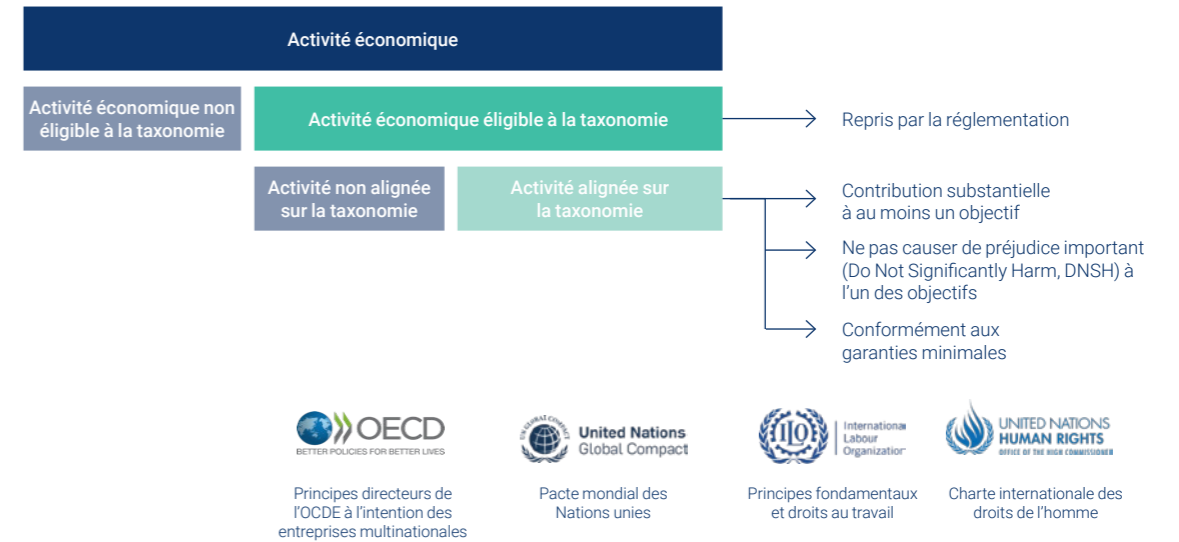 Activité économique
Activité économique non
éligible à la taxonomie
Activité économique éligible à la taxonomie
Repris par la réglementation
Activité non alignée
sur la taxonomie
Activité alignée sur
la taxonomie
Contribution substantielle
à au moins un objectif
Ne pas causer de préjudice important
(Do Not Significantly Harm, DNSH) à
l’un des objectifs
Conformément aux
garanties minimales
OECD
BETTER POLICIES FOR BETTER LIVES
Principes directeurs de
l’OCDE à l’intention des
entreprises multinationales
UN GLOBAL COMPACT
United Nations
Global Compact
Pacte mondial des
Nations unies
ILO
International
Labour
Organization
Principes fondamentaux
et droits au travail
UNITED NATIONS
HUMAN RIGHTS
OFFICE OF THE HIGH COMMISSIONER
Charte internationale des
droits de l’homme